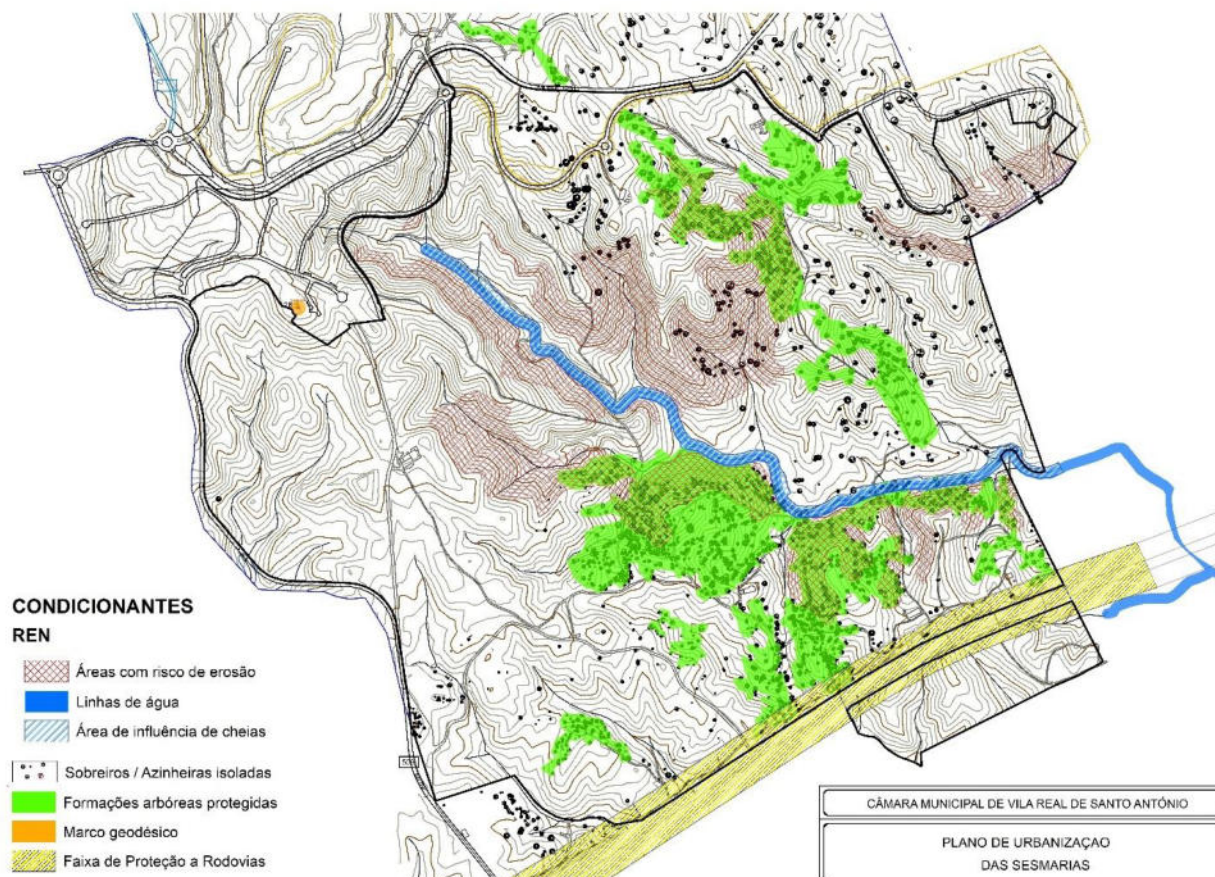 CONDICIONANTES
REN
Áreas com risco de erosão
Linhas de água
Área de influência de cheias
Sobreiros / Azinheiras isoladas
Formações arbóreas protegidas
Marco geodésico
Faixa de Proteção a Rodovias
CÂMARA MUNICIPAL DE VILA REAL DE SANTO ANTÓNIO
PLANO DE URBANIZAÇAO
DAS SESMARIAS